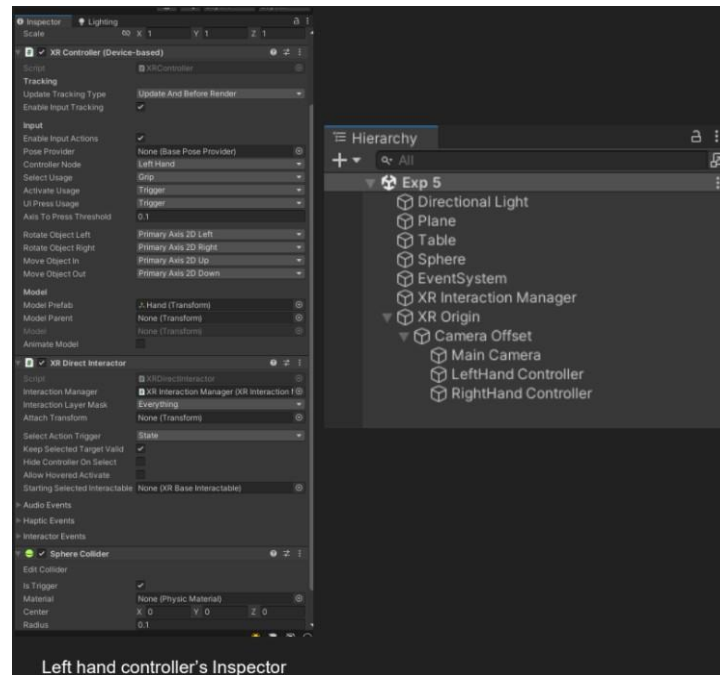 Inspector Lighting
Scale X 1 Y 1 Z 1
XR Controller (Device-based)
Script XRController
Tracking
Update Tracking Type Update And Before Render
Enable Input Tracking
Input
Enable Input Actions
Pose Provider None (Base Pose Provider)
Controller Node Left Hand
Select Usage Grip
Activate Usage Trigger
UI Press Usage Trigger
Axis To Press Threshold 0.1
Rotate Object Left Primary Axis 2D Left
Rotate Object Right Primary Axis 2D Right
Move Object In Primary Axis 2D Up
Move Object Out Primary Axis 2D Down
Model
Model Prefab Hand (Transform)
Model Parent None (Transform)
Model None (Transform)
Animate Model
XR Direct Interactor
Script XRDirectInteractor
Interaction Manager XR Interaction Manager (XR Interaction
Interaction Layer Mask Everything
Attach Transform None (Transform)
Select Action Trigger State
Keep Selected Target Valid
Hide Controller On Select
Allow Hovered Activate
Starting Selected Interactable None (XR Base Interactable)
Audio Events
Haptic Events
Interactor Events
Sphere Collider
Edit Collider
Is Trigger
Material None (Physic Material)
Center X 0 Y 0 Z 0
Radius 0.1
Left hand controller's Inspector
Hierarchy
All
Exp 5
Directional Light
Plane
Table
Sphere
EventSystem
XR Interaction Manager
XR Origin
Camera Offset
Main Camera
LeftHand Controller
RightHand Controller